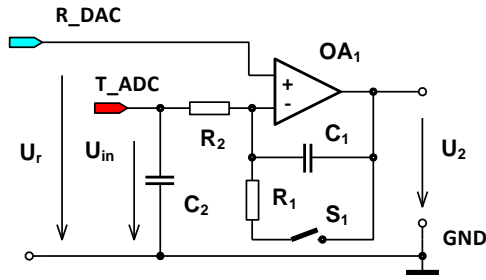 R_DAC
OA1
T_ADC
+
-
R2
C1
Ur
Uin
C2
R1
S1
U2
GND